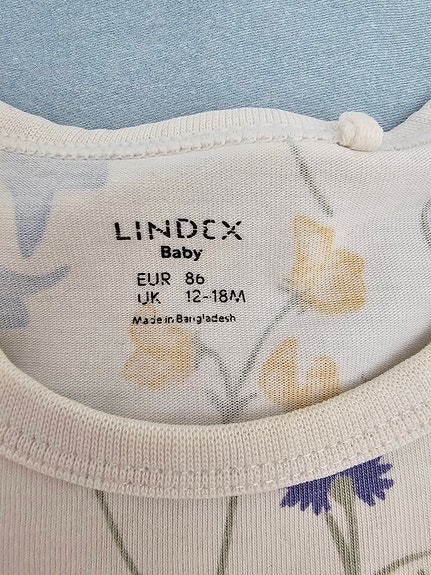 LINDEX
Baby
EUR 86
UK 12-18M
Made in Bangladesh